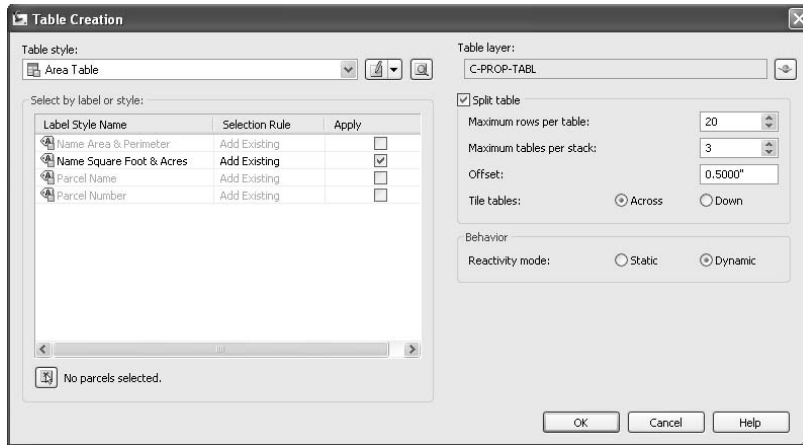 Table Creation
Table style:
Area Table
Select by label or style:
Label Style Name Selection Rule Apply
Name Area & Perimeter Add Existing
Name Square Foot & Acres Add Existing
Parcel Name Add Existing
Parcel Number Add Existing
No parcels selected.
Table layer:
C-PROP-TABL
Split table
Maximum rows per table: 20
Maximum tables per stack: 3
Offset: 0.5000"
Tile tables: Across Down
Behavior
Reactivity mode: Static Dynamic
OK Cancel Help